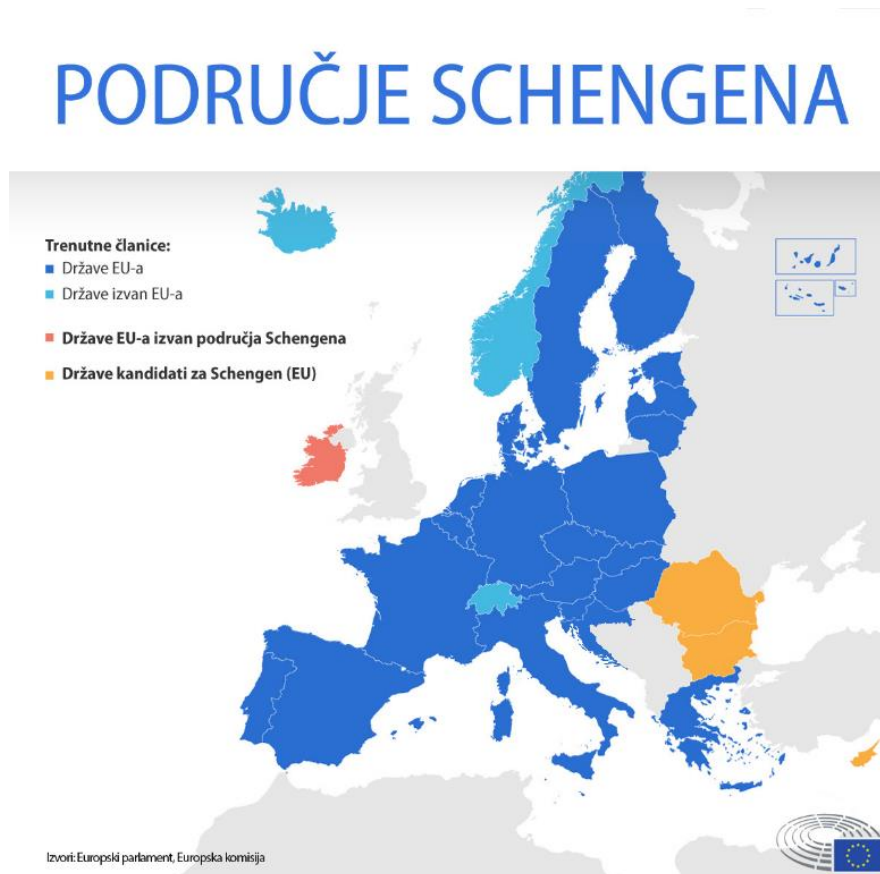 PODRUČJE SCHENGENA
Trenutne članice:
Države EU-a
Države izvan EU-a
Države EU-a izvan područja Schengena
Države kandidati za Schengen (EU)
Izvori: Europski parlament, Europska komisija